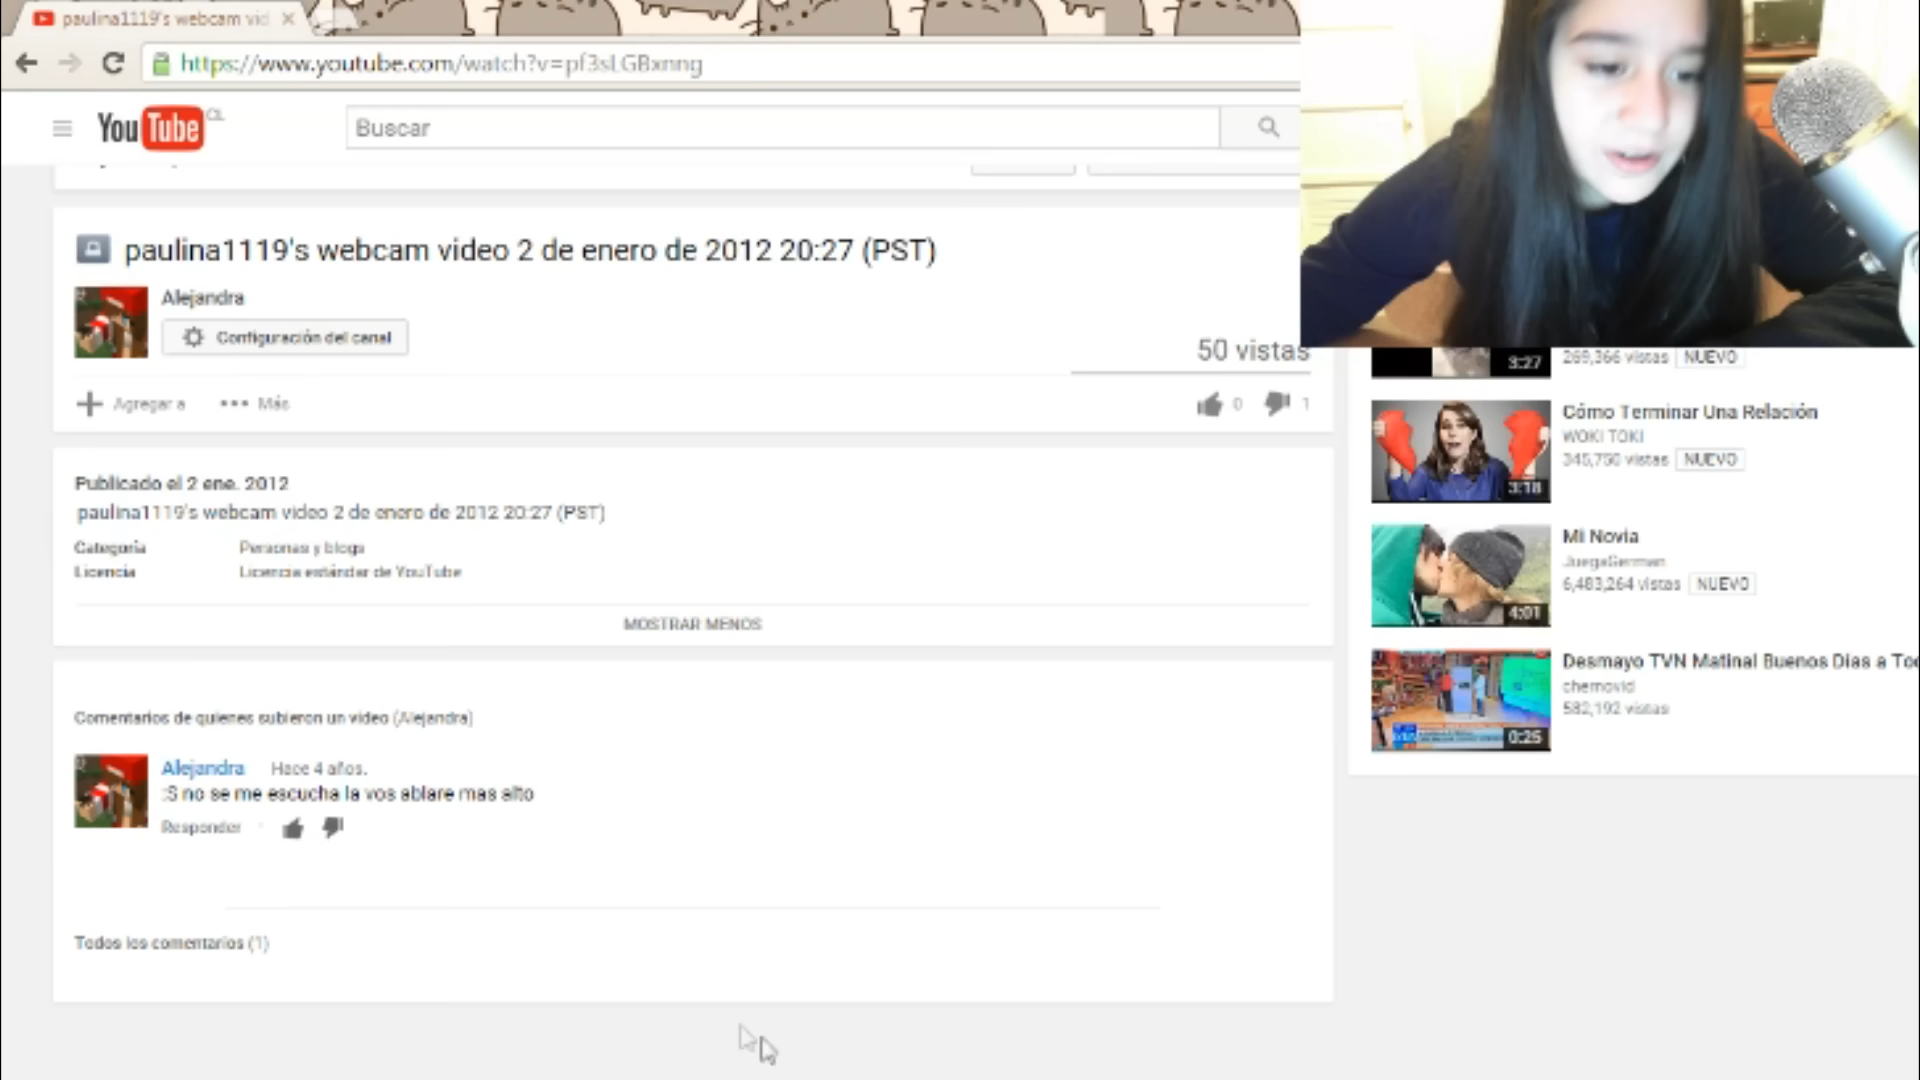 paulina1119's webcam vid
https://www.youtube.com/watch?v=pf3sLGBxnng
YouTube CL
Buscar
paulina1119's webcam video 2 de enero de 2012 20:27 (PST)
Alejandra
Configuración del canal
50 vistas
Agregar a
Más
0
1
Publicado el 2 ene. 2012
paulina1119's webcam video 2 de enero de 2012 20:27 (PST)
Categoría Personas y blogs
Licencia Licencia estándar de YouTube
MOSTRAR MENOS
Comentarios de quienes subieron un video (Alejandra)
Alejandra Hace 4 años.
:S no se me escucha la vos ablare mas alto
Responder
Todos los comentarios (1)
3:27
269,366 vistas NUEVO
Cómo Terminar Una Relación
WOKI TOKI
345,750 vistas NUEVO
3:18
Mi Novia
JuegaGerman
6,483,264 vistas NUEVO
4:01
Desmayo TVN Matinal Buenos Dias a To
chemovid
582,192 vistas
0:25